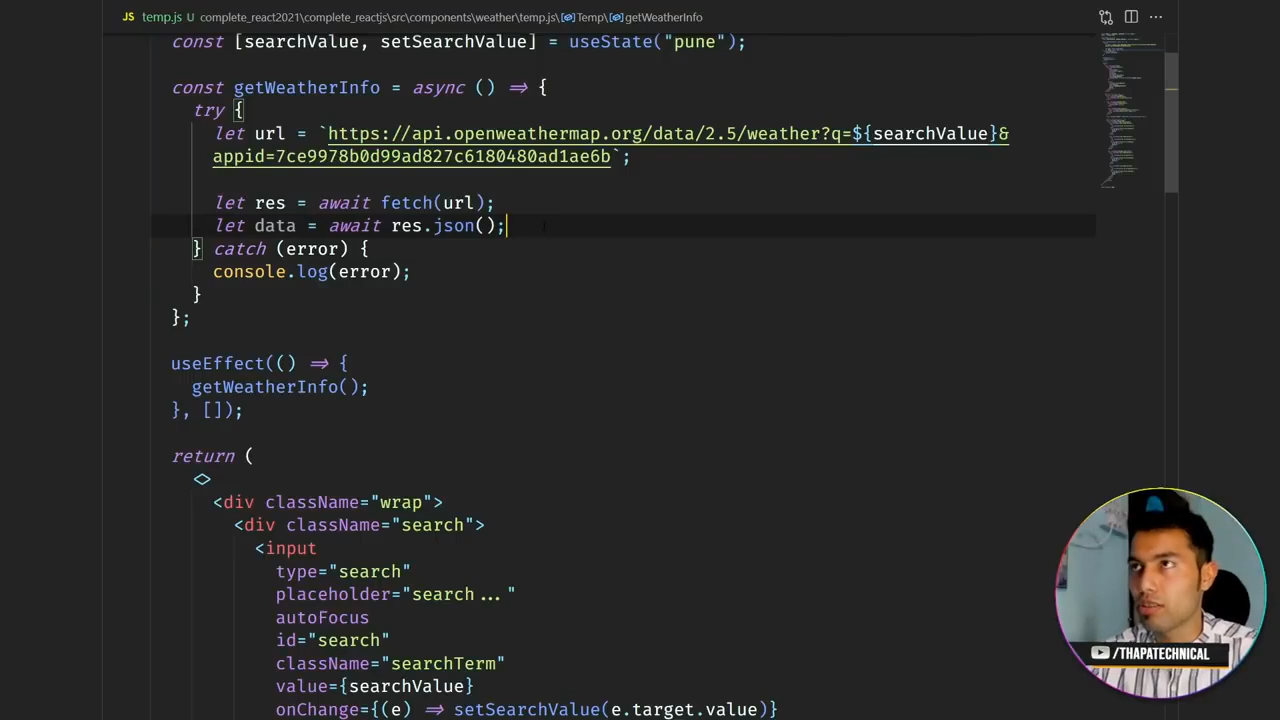 JS temp.js U complete_react2021\complete_reactjs\src\components\weather\temp.js\Temp\getWeatherInfo
const [searchValue, setSearchValue] = useState("pune");
const getWeatherInfo = async () => {
try {
let url = `https://api.openweathermap.org/data/2.5/weather?q=${searchValue}&
appid=7ce9978b0d99ad827c6180480ad1ae6b`;
let res = await fetch(url);
let data = await res.json();
} catch (error) {
console.log(error);
}
};
useEffect(() => {
getWeatherInfo();
}, []);
return (
<>
<div className="wrap">
<div className="search">
<input
type="search"
placeholder="search..."
autoFocus
id="search"
className="searchTerm"
value={searchValue}
onChange={(e) => setSearchValue(e.target.value)}
/THAPATECHNICAL